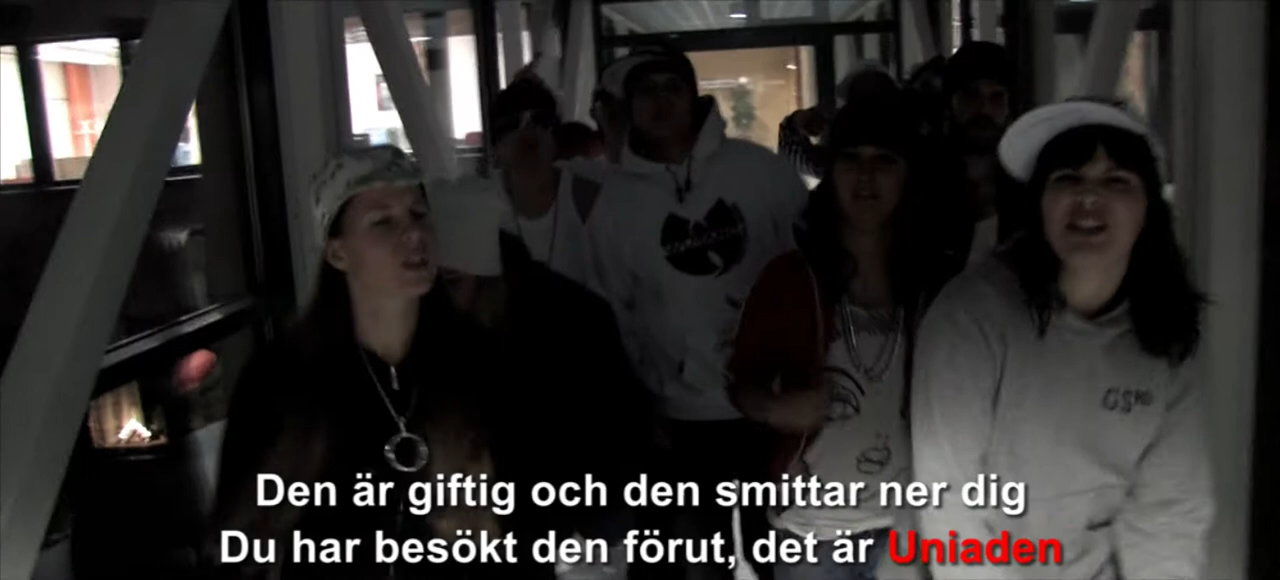 Den är giftig och den smittar ner dig
Du har besökt den förut, det är Uniaden